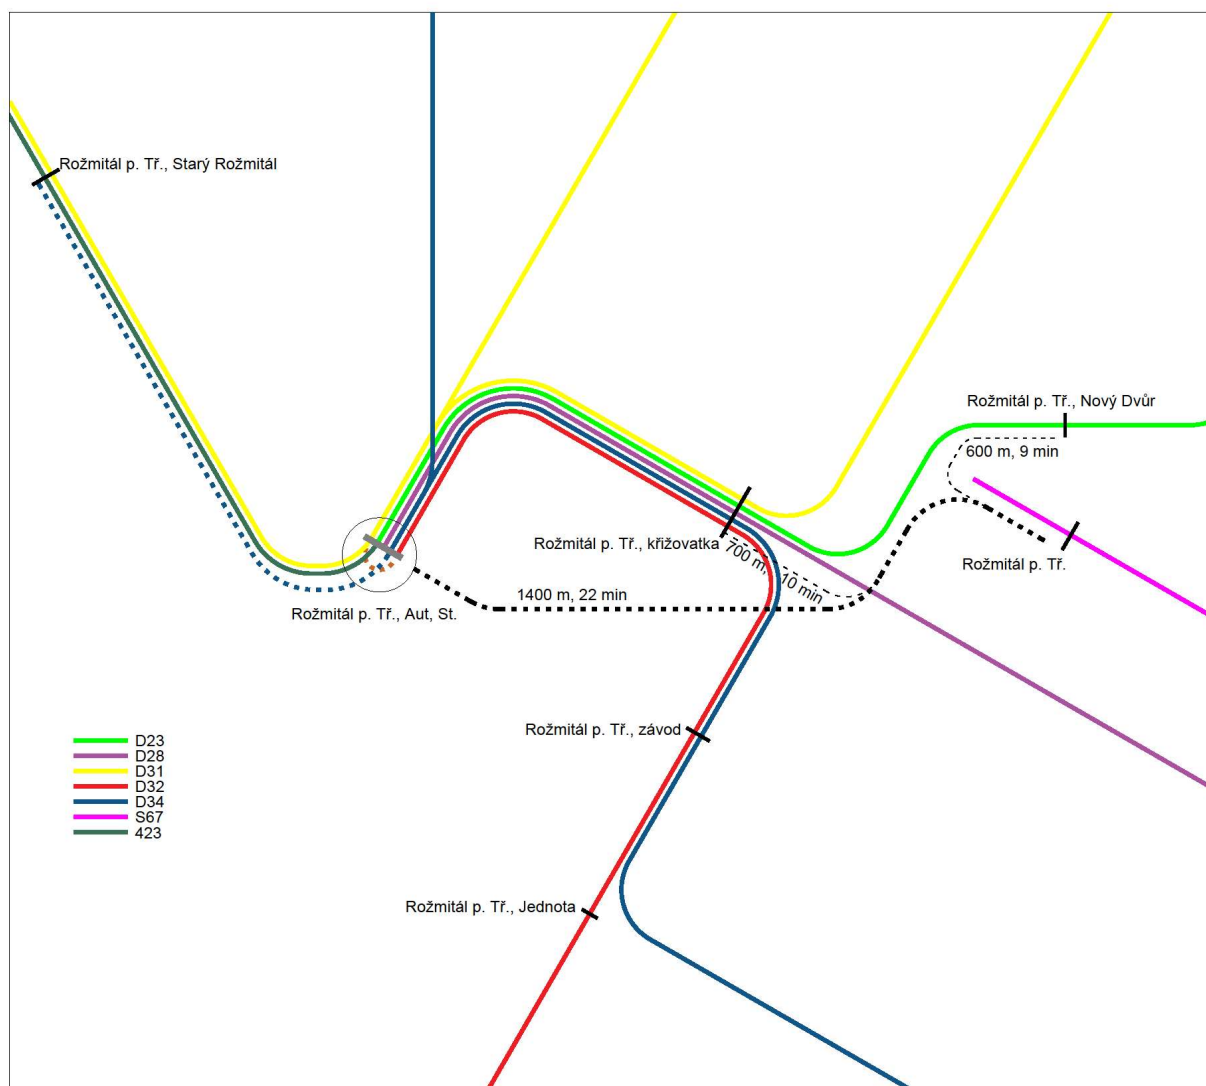 Rožmitál p. Tř., Starý Rožmitál
Rožmitál p. Tř., Nový Dvůr
600 m, 9 min
Rožmitál p. Tř., křižovatka
700 m, 10 min
Rožmitál p. Tř.
1400 m, 22 min
Rožmitál p. Tř., Aut, St.
Rožmitál p. Tř., závod
D23
D28
D31
D32
D34
S67
423
Rožmitál p. Tř., Jednota